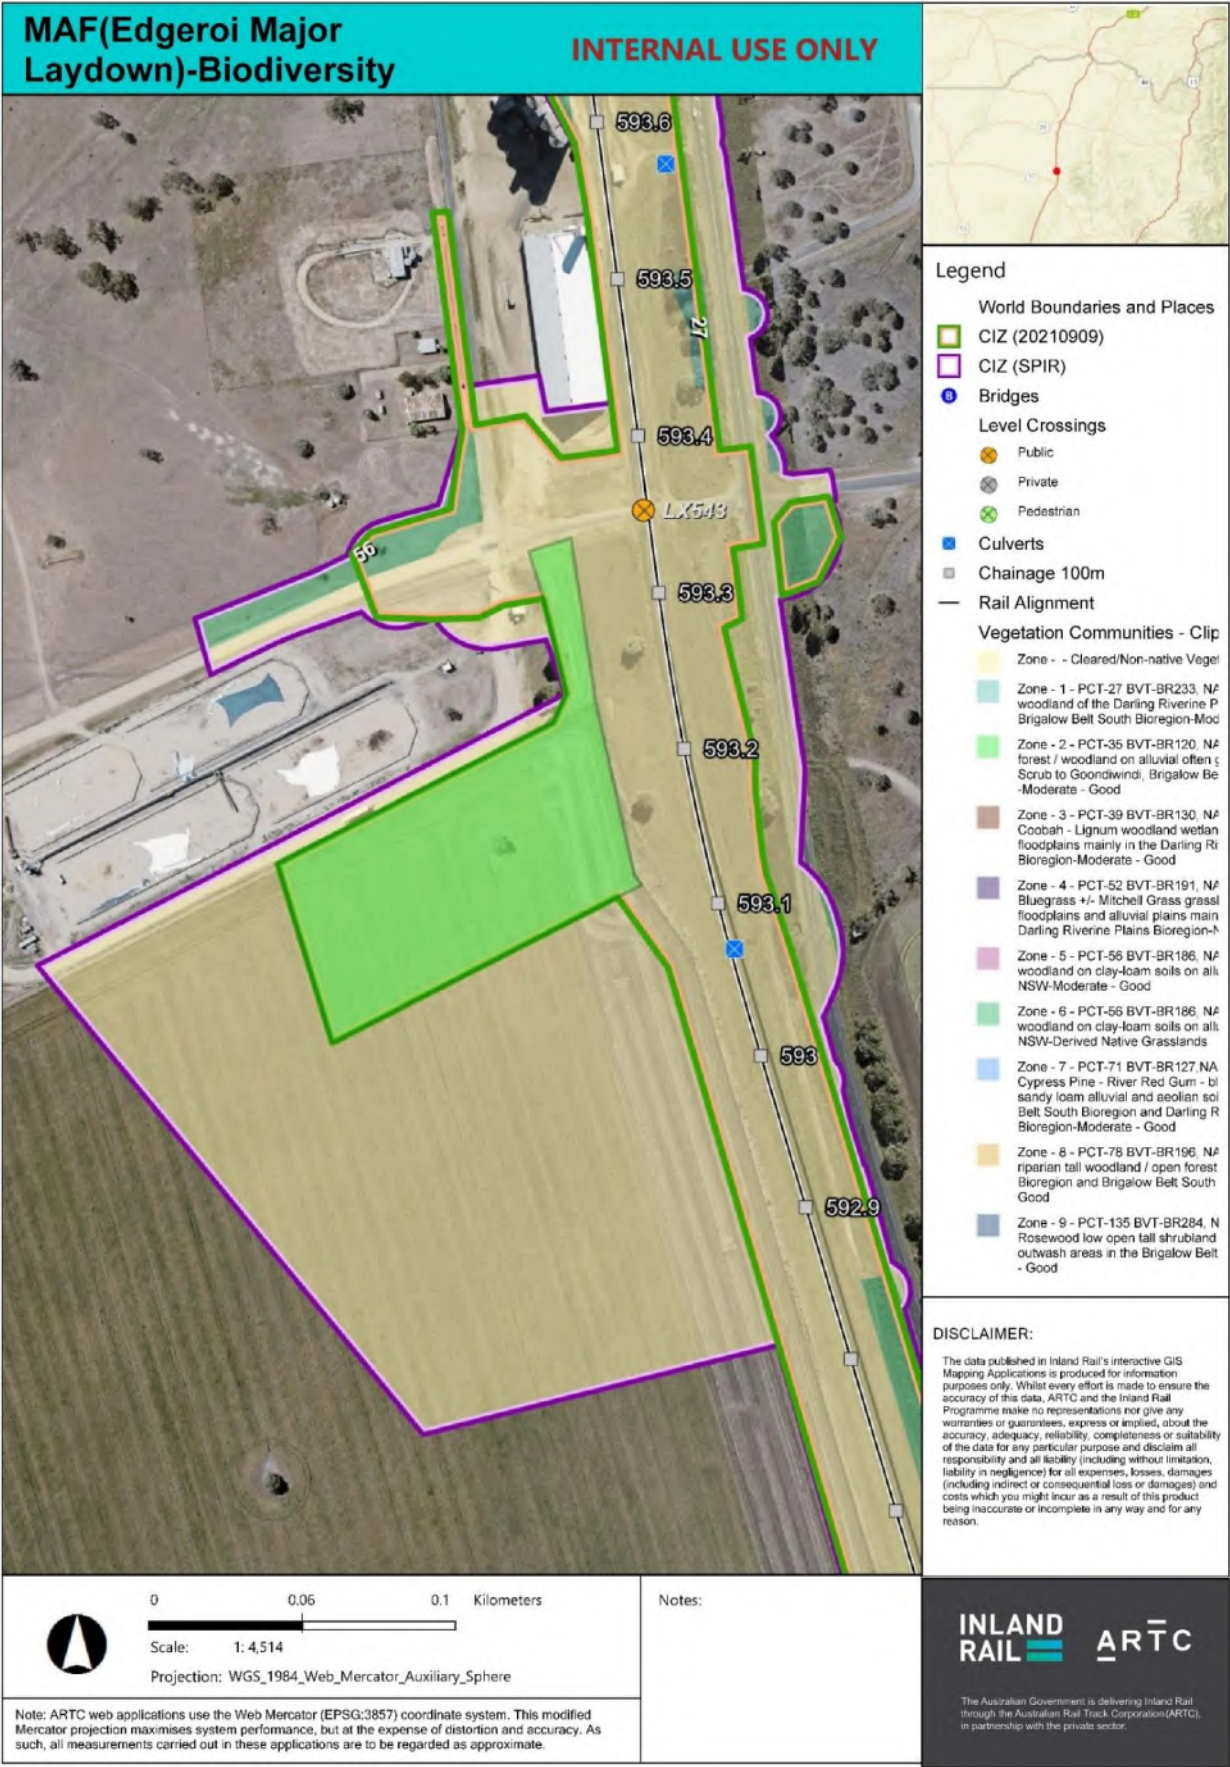 MAF(Edgeroi Major
Laydown)-Biodiversity
INTERNAL USE ONLY
593.6
593.5
27
593.4
LX543
56
593.3
593.2
593.1
593
592.9
Legend
World Boundaries and Places
CIZ (20210909)
CIZ (SPIR)
B
Bridges
Level Crossings
Public
Private
Pedestrian
Culverts
Chainage 100m
Rail Alignment
Vegetation Communities - Clip
Zone - - Cleared/Non-native Veget
Zone - 1 - PCT-27 BVT-BR233, NA
woodland of the Darling Riverine P
Brigalow Belt South Bioregion-Mod
Zone - 2 - PCT-35 BVT-BR120, NA
forest / woodland on alluvial often g
Scrub to Goondiwindi, Brigalow Be
-Moderate - Good
Zone - 3 - PCT-39 BVT-BR130, NA
Coobah - Lignum woodland wetlan
floodplains mainly in the Darling Ri
Bioregion-Moderate - Good
Zone - 4 - PCT-52 BVT-BR191, NA
Bluegrass +/- Mitchell Grass grassl
floodplains and alluvial plains main
Darling Riverine Plains Bioregion-N
Zone - 5 - PCT-56 BVT-BR186, NA
woodland on clay-loam soils on allu
NSW-Moderate - Good
Zone - 6 - PCT-56 BVT-BR186, NA
woodland on clay-loam soils on allu
NSW-Derived Native Grasslands
Zone - 7 - PCT-71 BVT-BR127,NA
Cypress Pine - River Red Gum - bl
sandy loam alluvial and aeolian soi
Belt South Bioregion and Darling R
Bioregion-Moderate - Good
Zone - 8 - PCT-78 BVT-BR196, NA
riparian tall woodland / open forest
Bioregion and Brigalow Belt South
Good
Zone - 9 - PCT-135 BVT-BR284, N
Rosewood low open tall shrubland
outwash areas in the Brigalow Belt
- Good
DISCLAIMER:
The data published in Inland Rail's interactive GIS
Mapping Applications is produced for information
purposes only. Whilst every effort is made to ensure the
accuracy of this data, ARTC and the Inland Rail
Programme make no representations nor give any
warranties or guarantees, express or implied, about the
accuracy, adequacy, reliability, completeness or suitability
of the data for any particular purpose and disclaim all
responsibility and all liability (including without limitation,
liability in negligence) for all expenses, losses, damages
(including indirect or consequential loss or damages) and
costs which you might incur as a result of this product
being inaccurate or incomplete in any way and for any
reason.
0 0.06 0.1 Kilometers
Scale: 1: 4,514
Projection: WGS_1984_Web_Mercator_Auxiliary_Sphere
Note: ARTC web applications use the Web Mercator (EPSG:3857) coordinate system. This modified
Mercator projection maximises system performance, but at the expense of distortion and accuracy. As
such, all measurements carried out in these applications are to be regarded as approximate.
Notes:
INLAND
RAIL
ARTC
The Australian Government is delivering Inland Rail
through the Australian Rail Track Corporation (ARTC),
in partnership with the private sector.